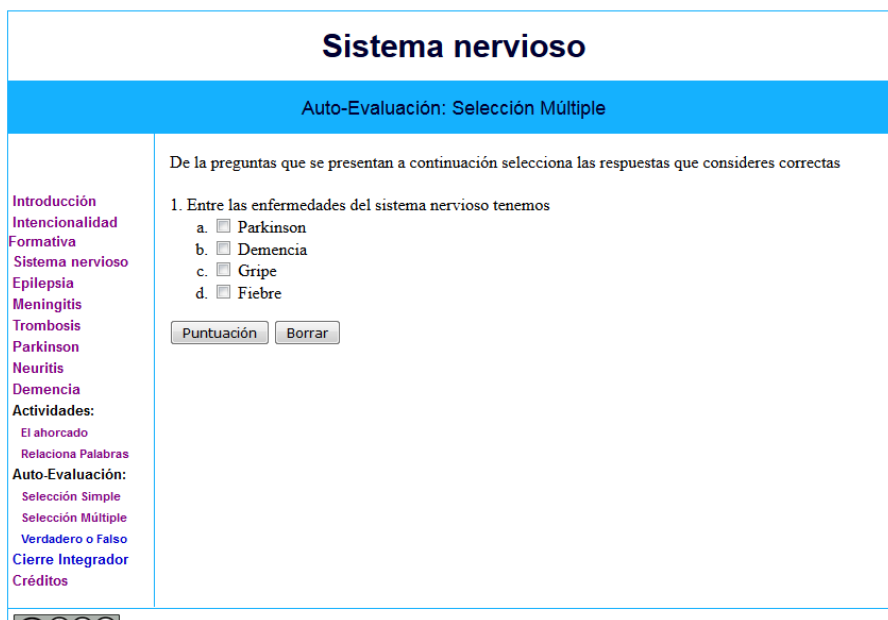 Sistema nervioso
Auto-Evaluación: Selección Múltiple
Introducción
Intencionalidad
Formativa
Sistema nervioso
Epilepsia
Meningitis
Trombosis
Parkinson
Neuritis
Demencia
Actividades:
El ahorcado
Relaciona Palabras
Auto-Evaluación:
Selección Simple
Selección Múltiple
Verdadero o Falso
Cierre Integrador
Créditos
De la preguntas que se presentan a continuación selecciona las respuestas que consideres correctas
1. Entre las enfermedades del sistema nervioso tenemos
a. Parkinson
b. Demencia
c. Gripe
d. Fiebre
Puntuación Borrar